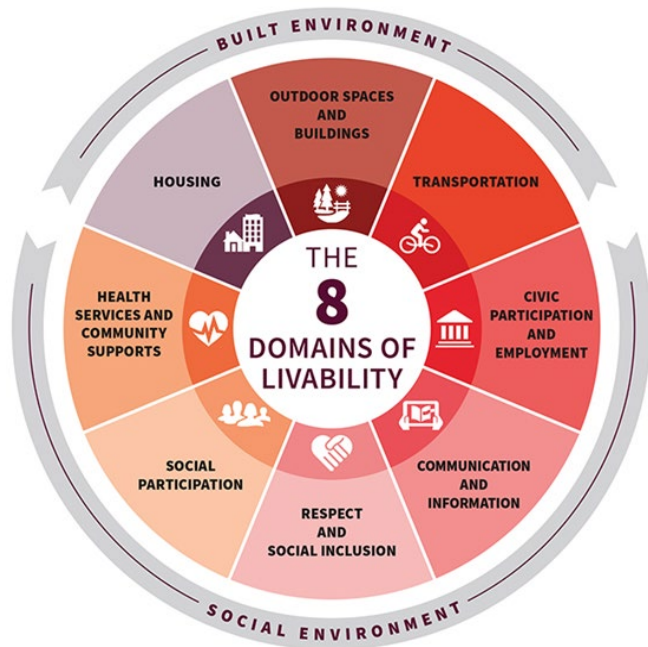 BUILT ENVIRONMENT
OUTDOOR SPACES
AND
BUILDINGS
TRANSPORTATION
CIVIC
PARTICIPATION
AND
EMPLOYMENT
COMMUNICATION
AND
INFORMATION
RESPECT
AND
SOCIAL INCLUSION
SOCIAL
PARTICIPATION
HEALTH
SERVICES AND
COMMUNITY
SUPPORTS
HOUSING
THE
8
DOMAINS OF
LIVABILITY
SOCIAL ENVIRONMENT